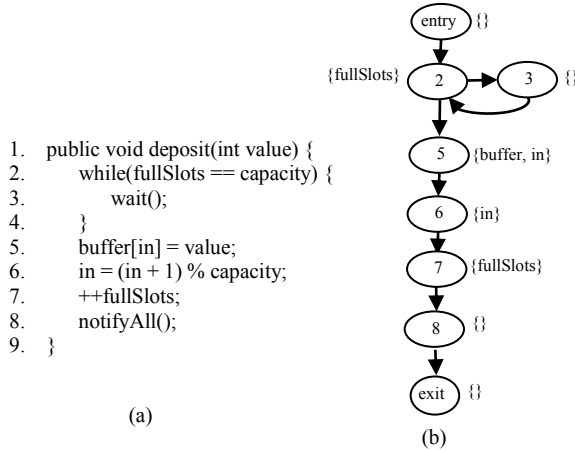 1. public void deposit(int value) {
2. while(fullSlots == capacity) {
3. wait();
4. }
5. buffer[in] = value;
6. in = (in + 1) % capacity;
7. ++fullSlots;
8. notifyAll();
9. }
(a)
entry {}
{fullSlots} 2 3 {}
5 {buffer, in}
6 {in}
7 {fullSlots}
8 {}
exit {}
(b)